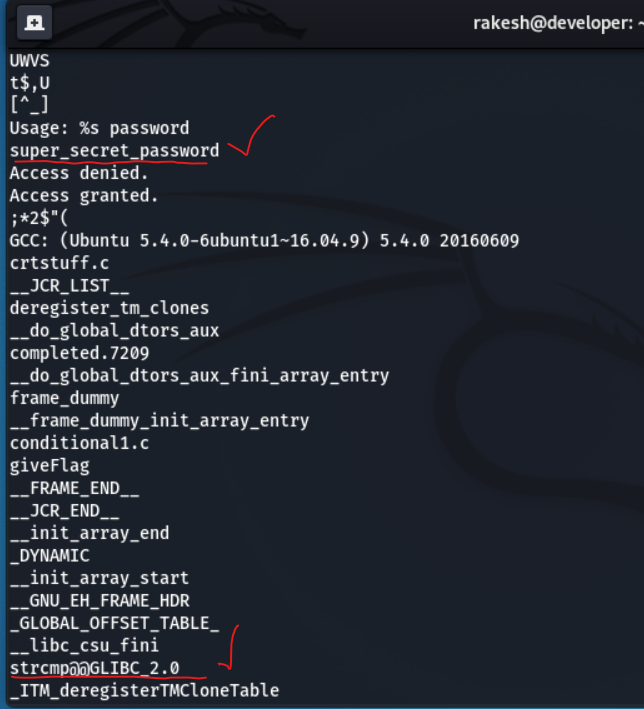 rakesh@developer: ~
UWVS
t$,U
[^_]
Usage: %s password
super_secret_password
Access denied.
Access granted.
;*2$"(
GCC: (Ubuntu 5.4.0-6ubuntu1~16.04.9) 5.4.0 20160609
crtstuff.c
__JCR_LIST__
deregister_tm_clones
__do_global_dtors_aux
completed.7209
__do_global_dtors_aux_fini_array_entry
frame_dummy
__frame_dummy_init_array_entry
conditional1.c
giveFlag
__FRAME_END__
__JCR_END__
__init_array_end
_DYNAMIC
__init_array_start
__GNU_EH_FRAME_HDR
_GLOBAL_OFFSET_TABLE_
__libc_csu_fini
strcmp@@GLIBC_2.0
_ITM_deregisterTMCloneTable